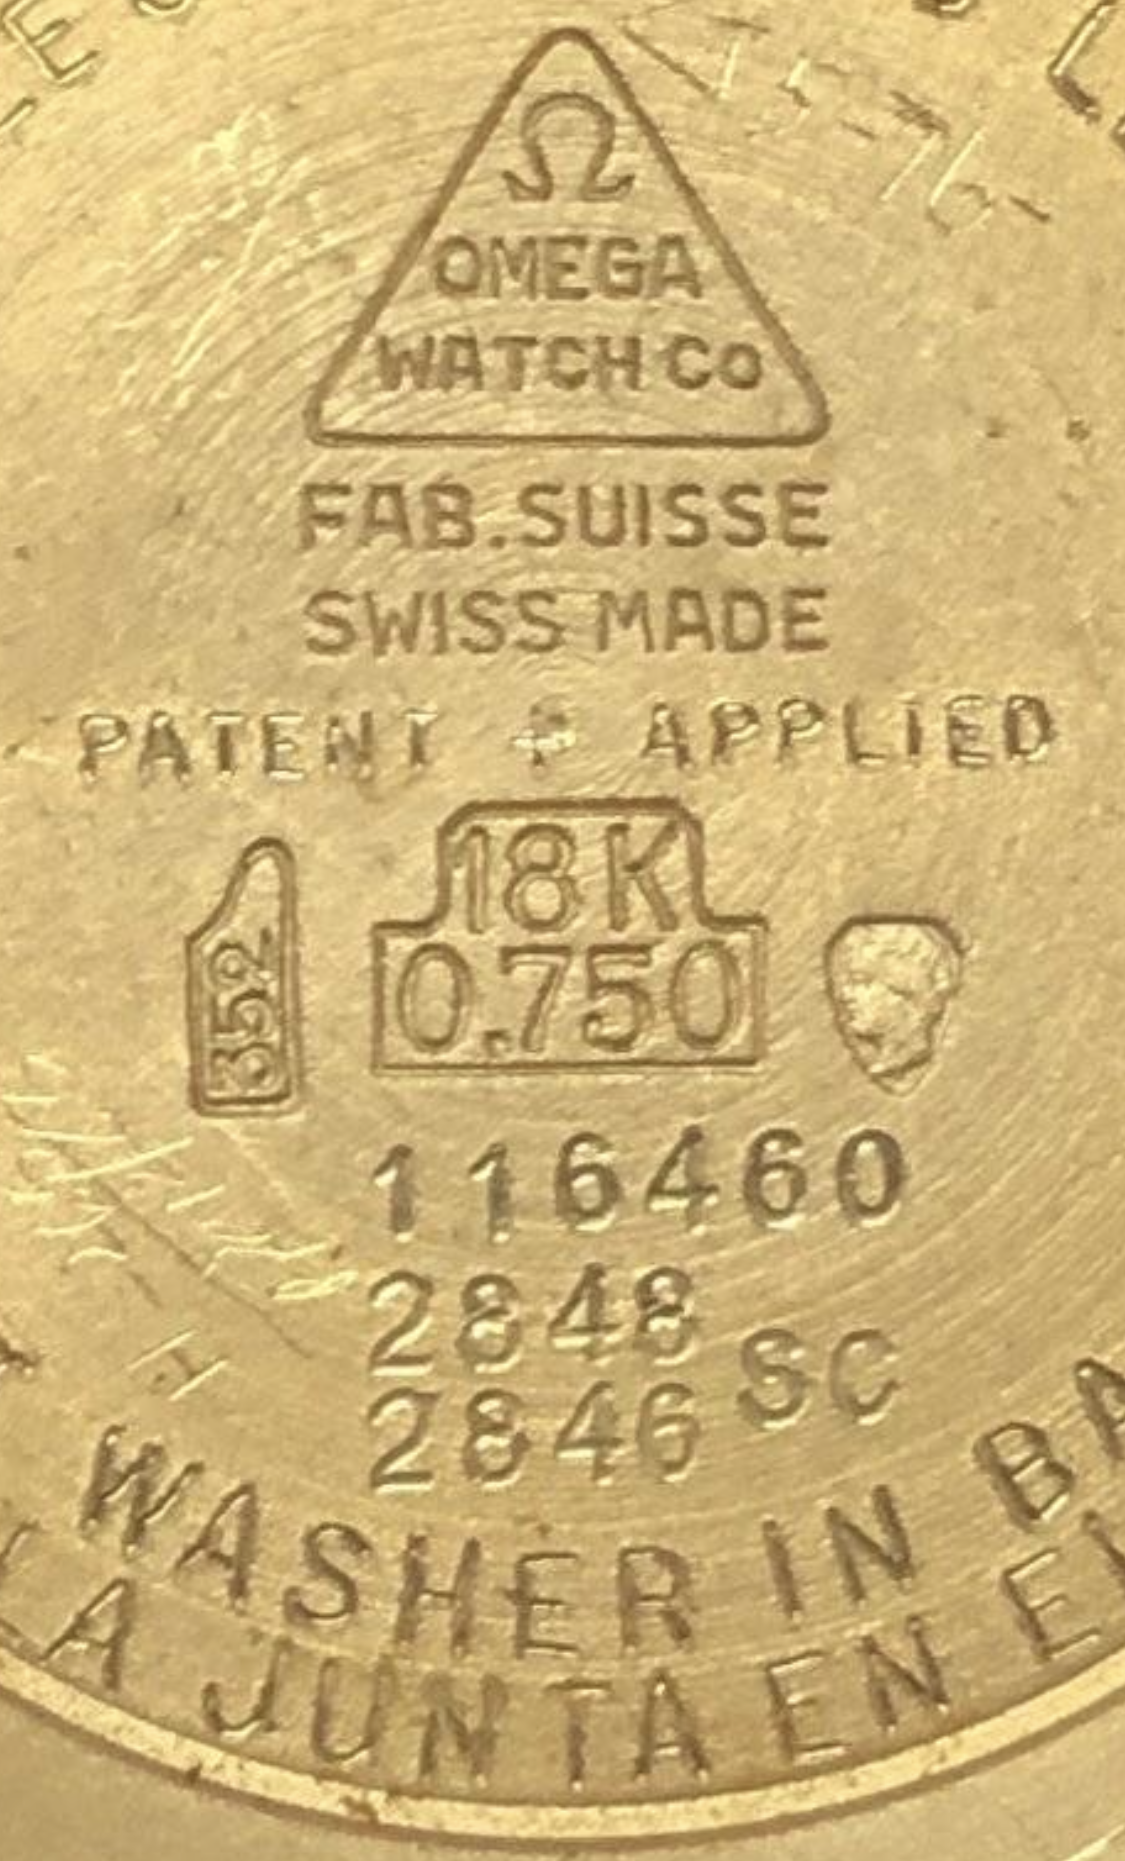 Ω
OMEGA
WATCH CO
FAB. SUISSE
SWISS MADE
PATENT + APPLIED
18 K
0.750
352
116460
2848
2846 SC
WASHER IN
LA JUNTA EN